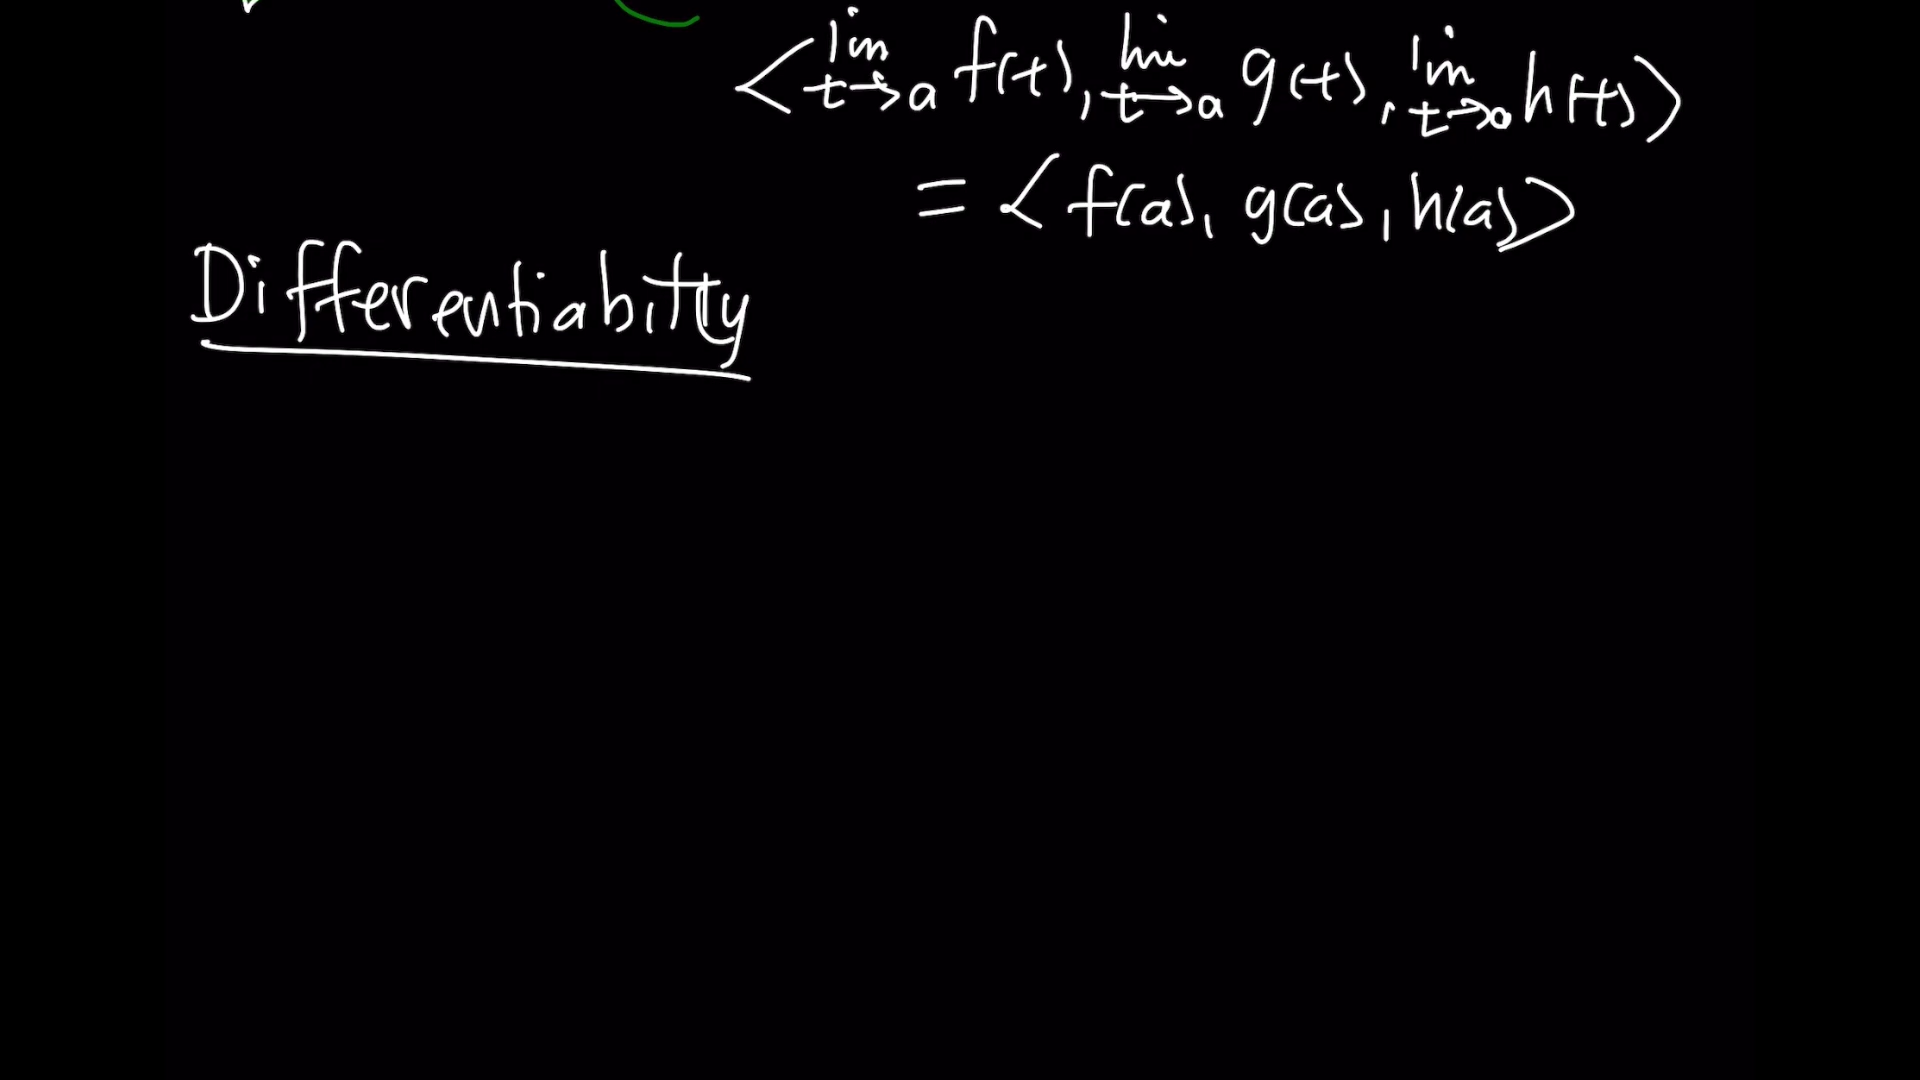 <lim t→a f(t), lim t→a g(t), lim t→a h(t)>
= <f(a), g(a), h(a)>
Differentiability